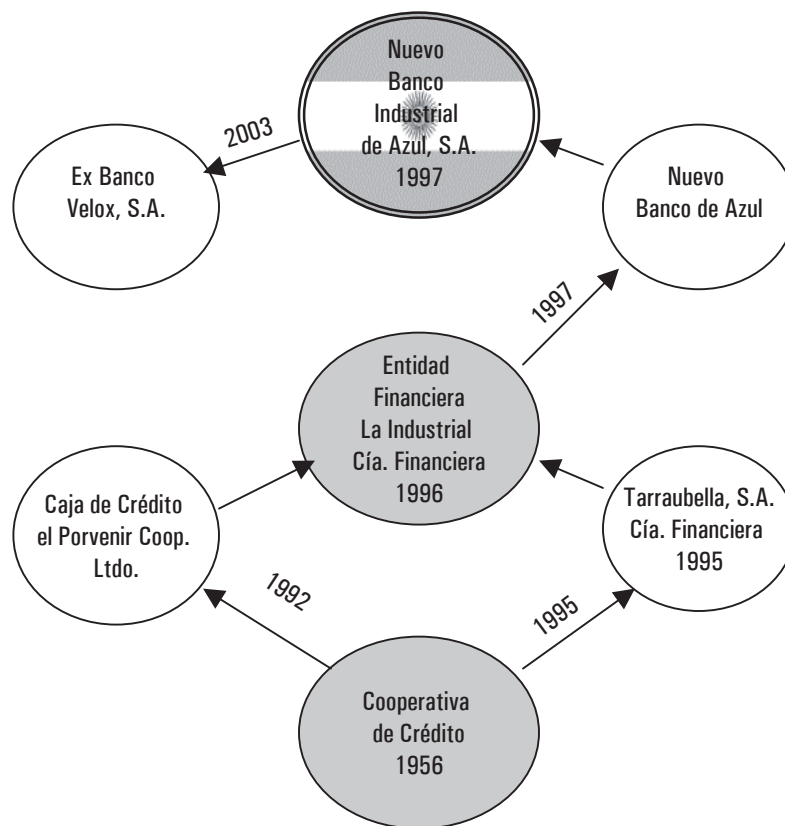 Nuevo
Banco
Industrial
de Azul, S.A.
1997
2003
Ex Banco
Velox, S.A.
Nuevo
Banco de Azul
1997
Entidad
Financiera
La Industrial
Cía. Financiera
1996
Caja de Crédito
el Porvenir Coop.
Ltdo.
Tarraubella, S.A.
Cía. Financiera
1995
1992
1995
Cooperativa
de Crédito
1956